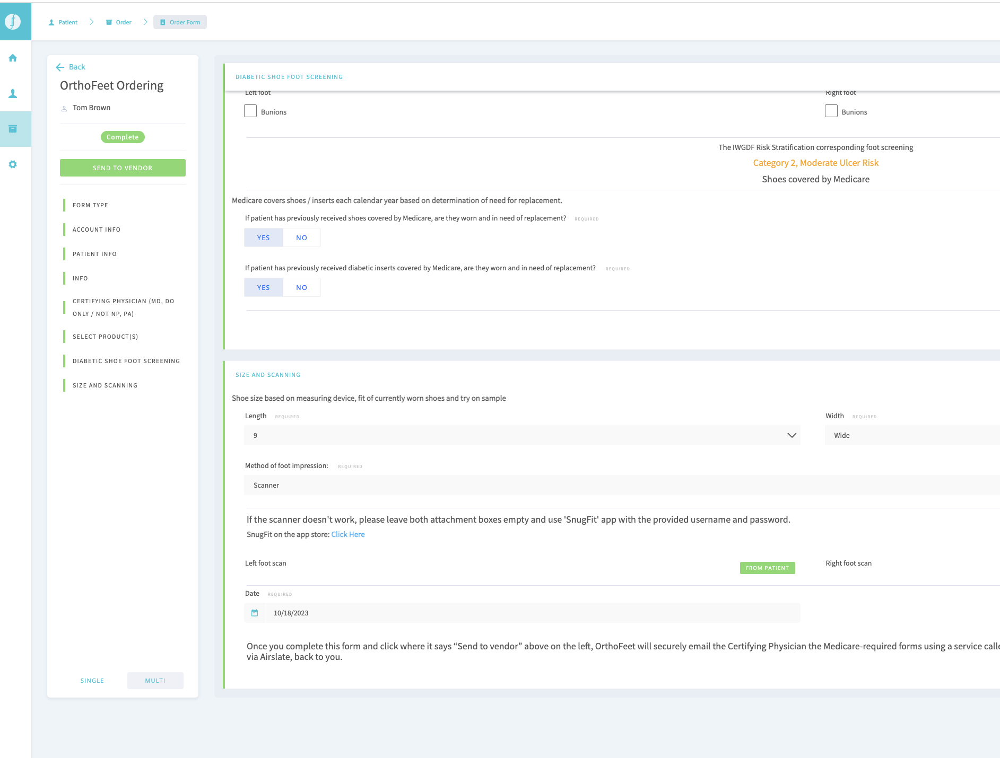 Patient > Order > Order Form
Back
OrthoFeet Ordering
Tom Brown
Complete
SEND TO VENDOR
FORM TYPE
ACCOUNT INFO
PATIENT INFO
INFO
CERTIFYING PHYSICIAN (MD, DO
ONLY / NOT NP, PA)
SELECT PRODUCT(S)
DIABETIC SHOE FOOT SCREENING
SIZE AND SCANNING
SINGLE MULTI
DIABETIC SHOE FOOT SCREENING
Left foot Right foot
Bunions Bunions
The IWGDF Risk Stratification corresponding foot screening
Category 2, Moderate Ulcer Risk
Shoes covered by Medicare
Medicare covers shoes / inserts each calendar year based on determination of need for replacement.
If patient has previously received shoes covered by Medicare, are they worn and in need of replacement? REQUIRED
YES NO
If patient has previously received diabetic inserts covered by Medicare, are they worn and in need of replacement? REQUIRED
YES NO
SIZE AND SCANNING
Shoe size based on measuring device, fit of currently worn shoes and try on sample
Length REQUIRED Width REQUIRED
9 Wide
Method of foot impression: REQUIRED
Scanner
If the scanner doesn't work, please leave both attachment boxes empty and use 'SnugFit' app with the provided username and password.
SnugFit on the app store: Click Here
Left foot scan FROM PATIENT Right foot scan
Date REQUIRED
10/18/2023
Once you complete this form and click where it says “Send to vendor” above on the left, OrthoFeet will securely email the Certifying Physician the Medicare-required forms using a service calle
via Airslate, back to you.